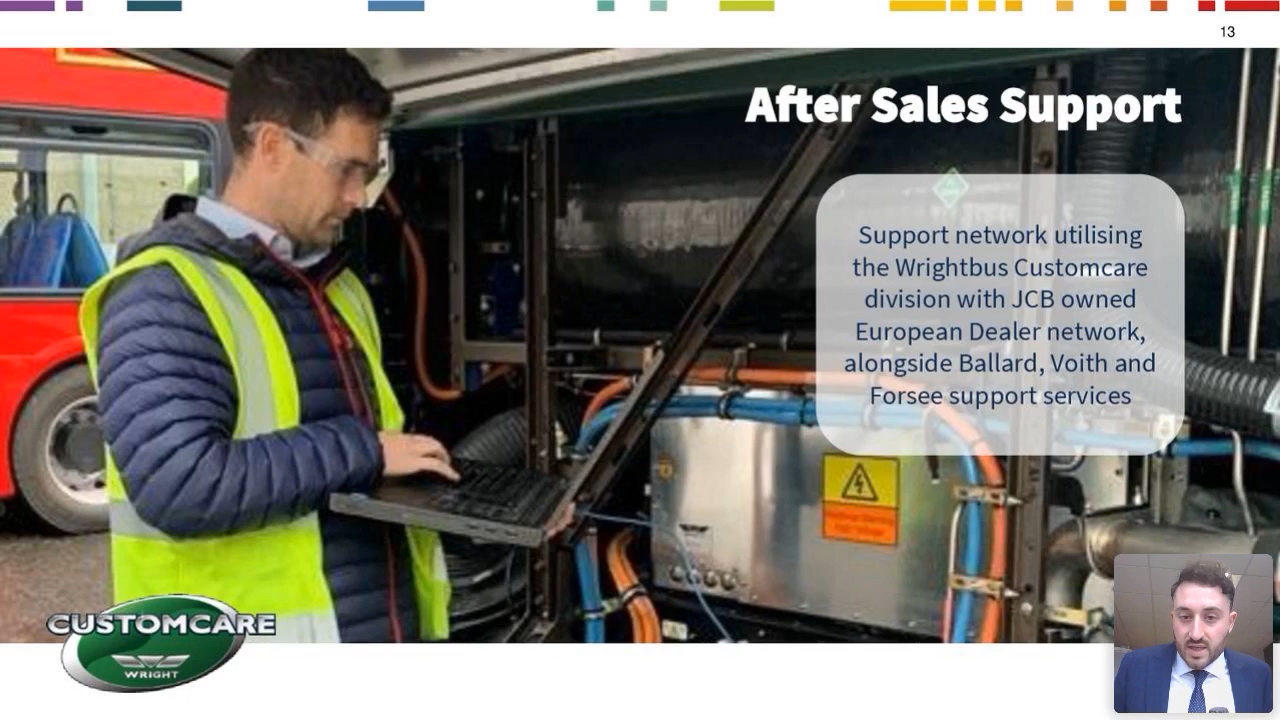 13
After Sales Support
Support network utilising
the Wrightbus Customcare
division with JCB owned
European Dealer network,
alongside Ballard, Voith and
Forsee support services
CUSTOMCARE
WRIGHT